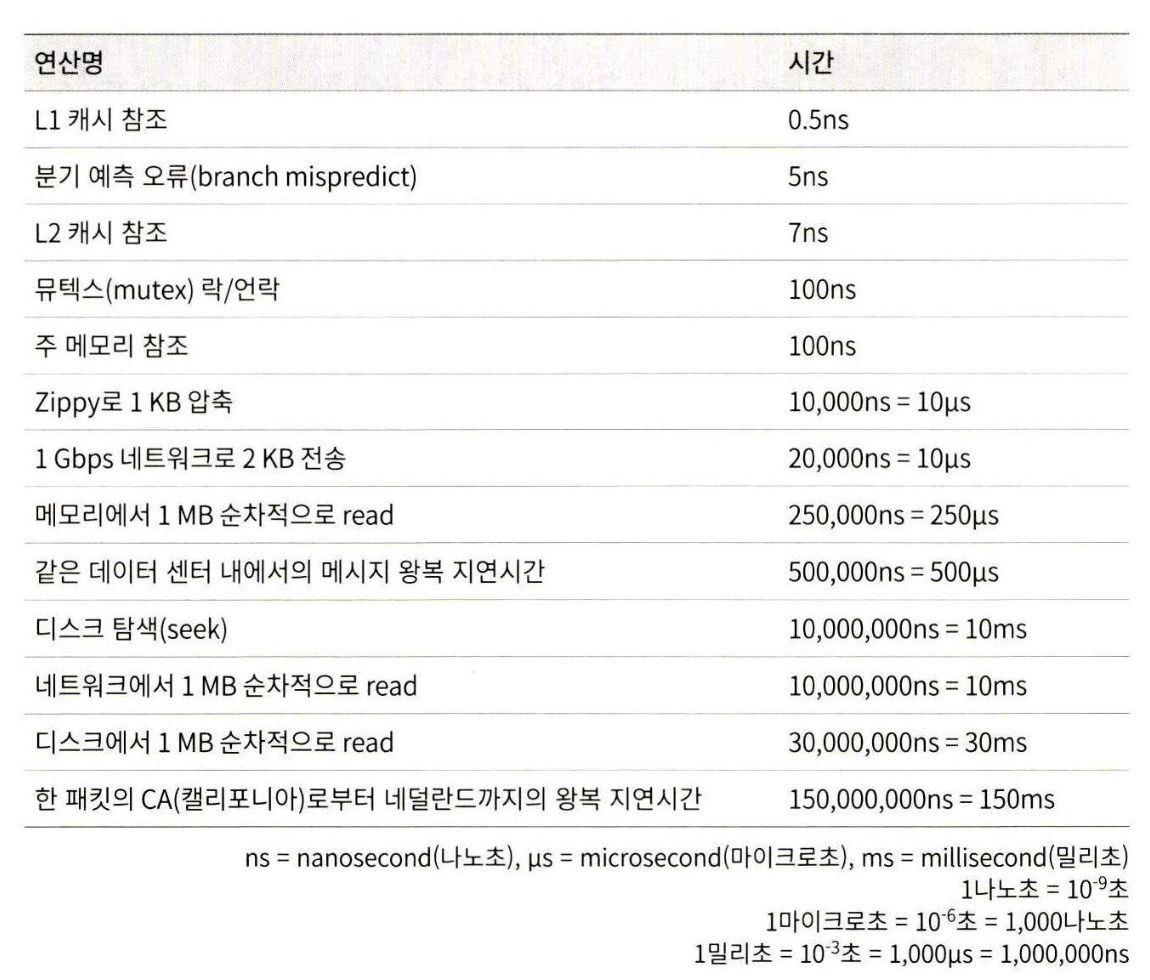 연산명 시간
L1 캐시 참조 0.5ns
분기 예측 오류(branch mispredict) 5ns
L2 캐시 참조 7ns
뮤텍스(mutex) 락/언락 100ns
주 메모리 참조 100ns
Zippy로 1 KB 압축 10,000ns = 10μs
1 Gbps 네트워크로 2 KB 전송 20,000ns = 10μs
메모리에서 1 MB 순차적으로 read 250,000ns = 250μs
같은 데이터 센터 내에서의 메시지 왕복 지연시간 500,000ns = 500μs
디스크 탐색(seek) 10,000,000ns = 10ms
네트워크에서 1 MB 순차적으로 read 10,000,000ns = 10ms
디스크에서 1 MB 순차적으로 read 30,000,000ns = 30ms
한 패킷의 CA(캘리포니아)로부터 네덜란드까지의 왕복 지연시간 150,000,000ns = 150ms
ns = nanosecond(나노초), μs = microsecond(마이크로초), ms = millisecond(밀리초)
1나노초 = 10⁻⁹초
1마이크로초 = 10⁻⁶초 = 1,000나노초
1밀리초 = 10⁻³초 = 1,000μs = 1,000,000ns